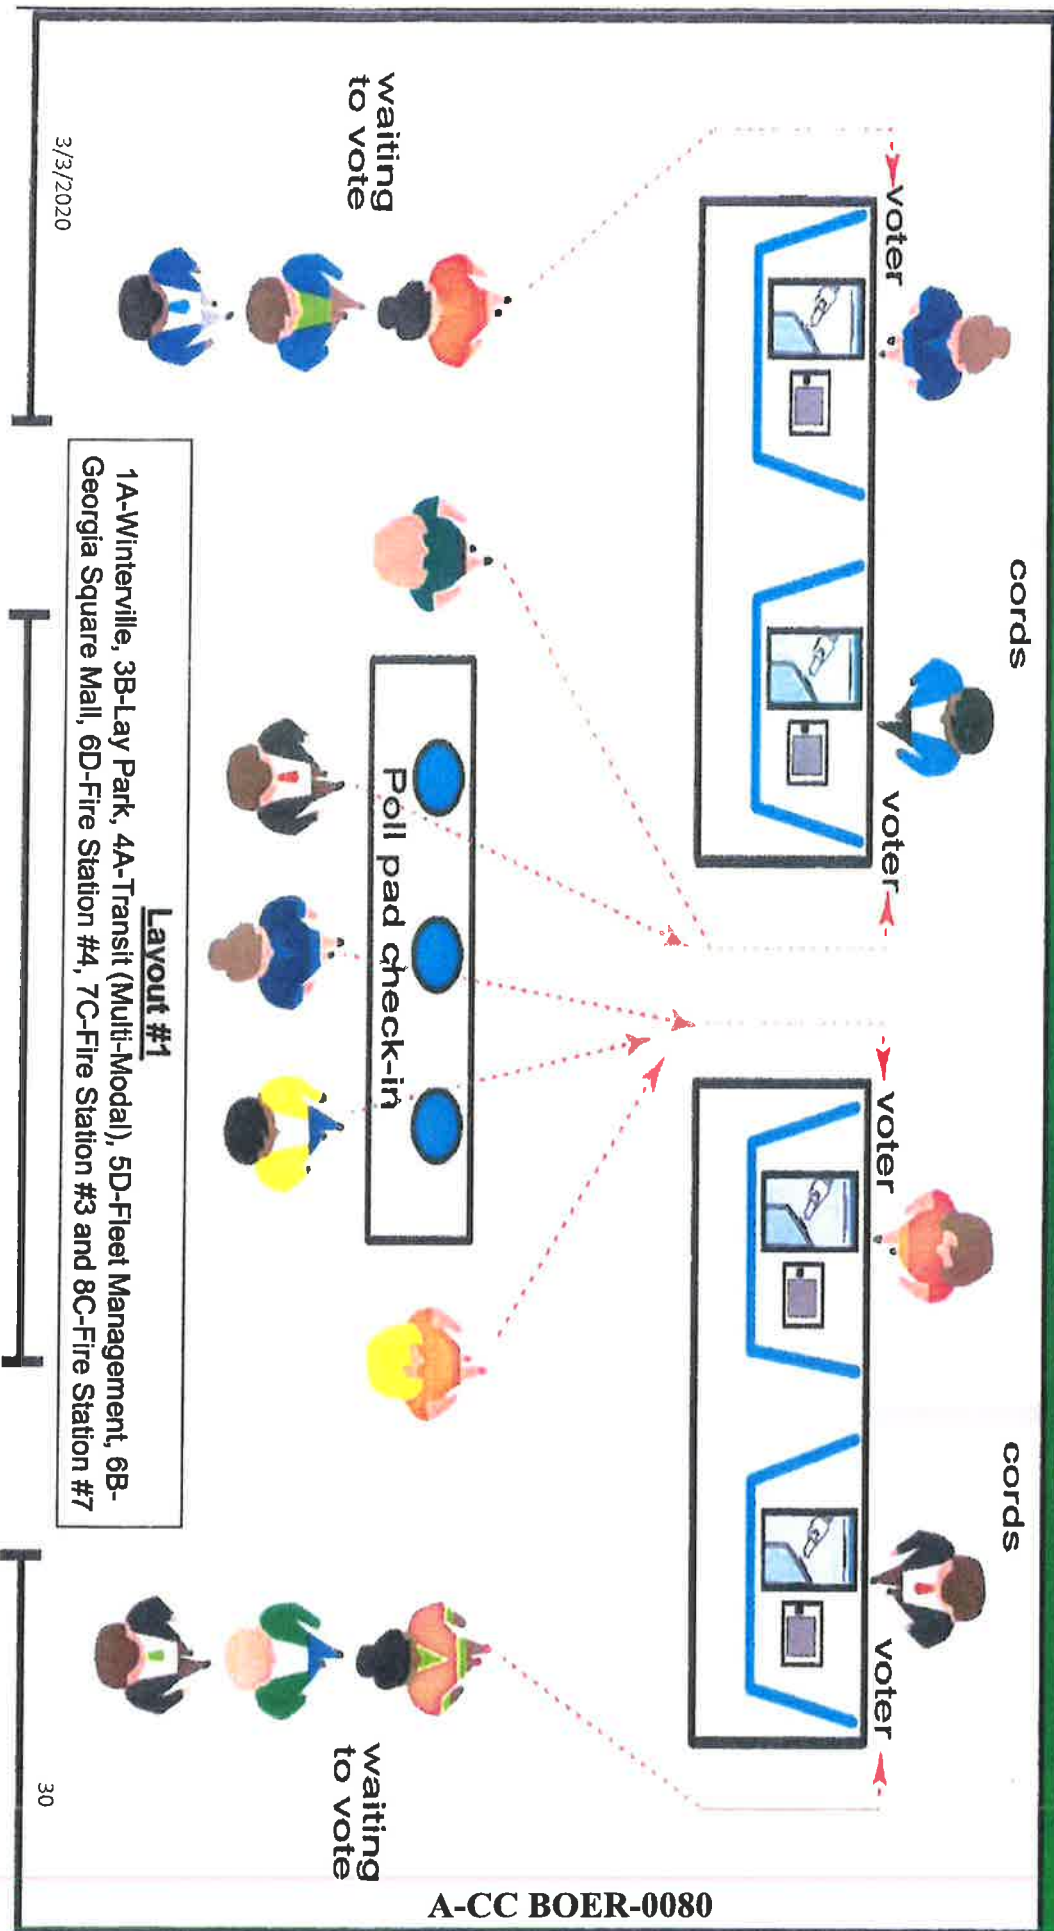 cords
cords
voter
voter
voter
voter
waiting
to vote
Poll pad check-in
waiting
to vote
Layout #1
1A-Winterville, 3B-Lay Park, 4A-Transit (Multi-Modal), 5D-Fleet Management, 6B-
Georgia Square Mall, 6D-Fire Station #4, 7C-Fire Station #3 and 8C-Fire Station #7
3/3/2020
30
A-CC BOER-0080